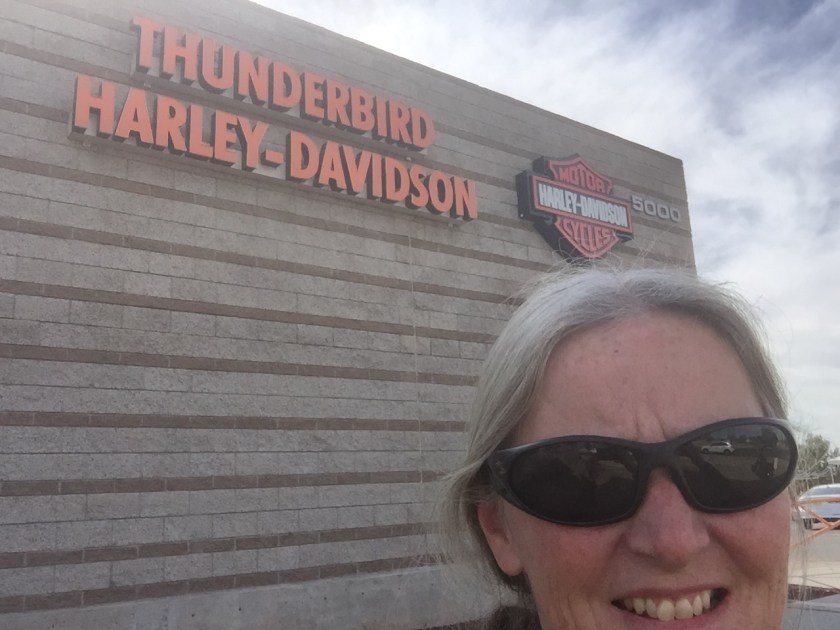 THUNDERBIRD
HARLEY-DAVIDSON
MOTOR
HARLEY-DAVIDSON
CYCLES
5000